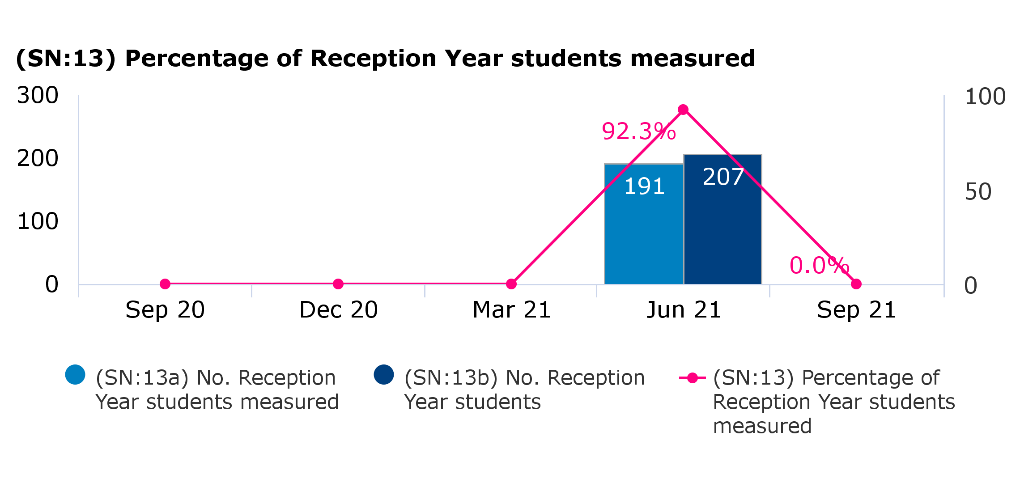 (SN:13) Percentage of Reception Year students measured
300
200
100
0
100
50
0
92.3%
191
207
0.0%
Sep 20
Dec 20
Mar 21
Jun 21
Sep 21
(SN:13a) No. Reception
Year students measured
(SN:13b) No. Reception
Year students
(SN:13) Percentage of
Reception Year students
measured